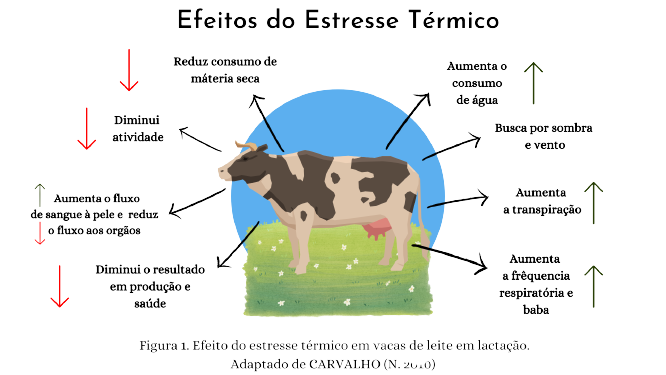 Efeitos do Estresse Térmico
Reduz consumo de
máteria seca
Diminui
atividade
Aumenta o fluxo
de sangue à pele e reduz
o fluxo aos orgãos
Diminui o resultado
em produção e
saúde
Aumenta o
consumo
de água
Busca por sombra
e vento
Aumenta
a transpiração
Aumenta
a frêquencia
respiratória e
baba
Figura 1. Efeito do estresse térmico em vacas de leite em lactação.
Adaptado de CARVALHO (N. 2010)